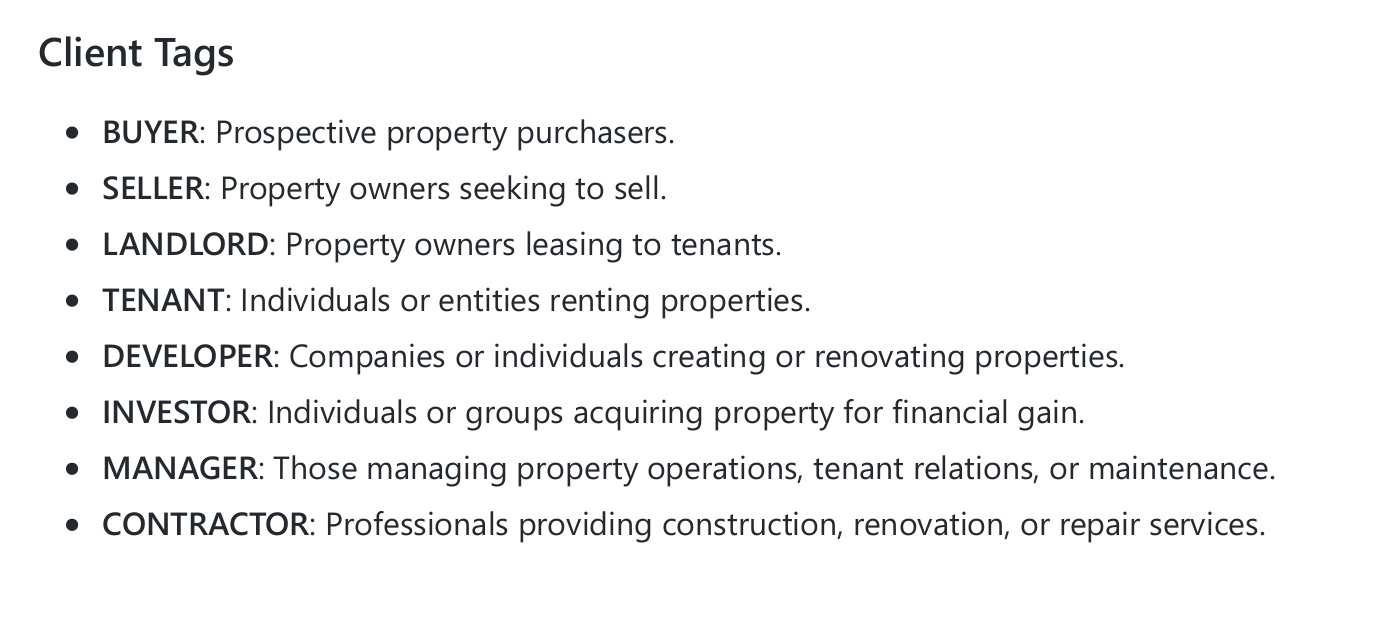 Client Tags
BUYER: Prospective property purchasers.
SELLER: Property owners seeking to sell.
LANDLORD: Property owners leasing to tenants.
TENANT: Individuals or entities renting properties.
DEVELOPER: Companies or individuals creating or renovating properties.
INVESTOR: Individuals or groups acquiring property for financial gain.
MANAGER: Those managing property operations, tenant relations, or maintenance.
CONTRACTOR: Professionals providing construction, renovation, or repair services.